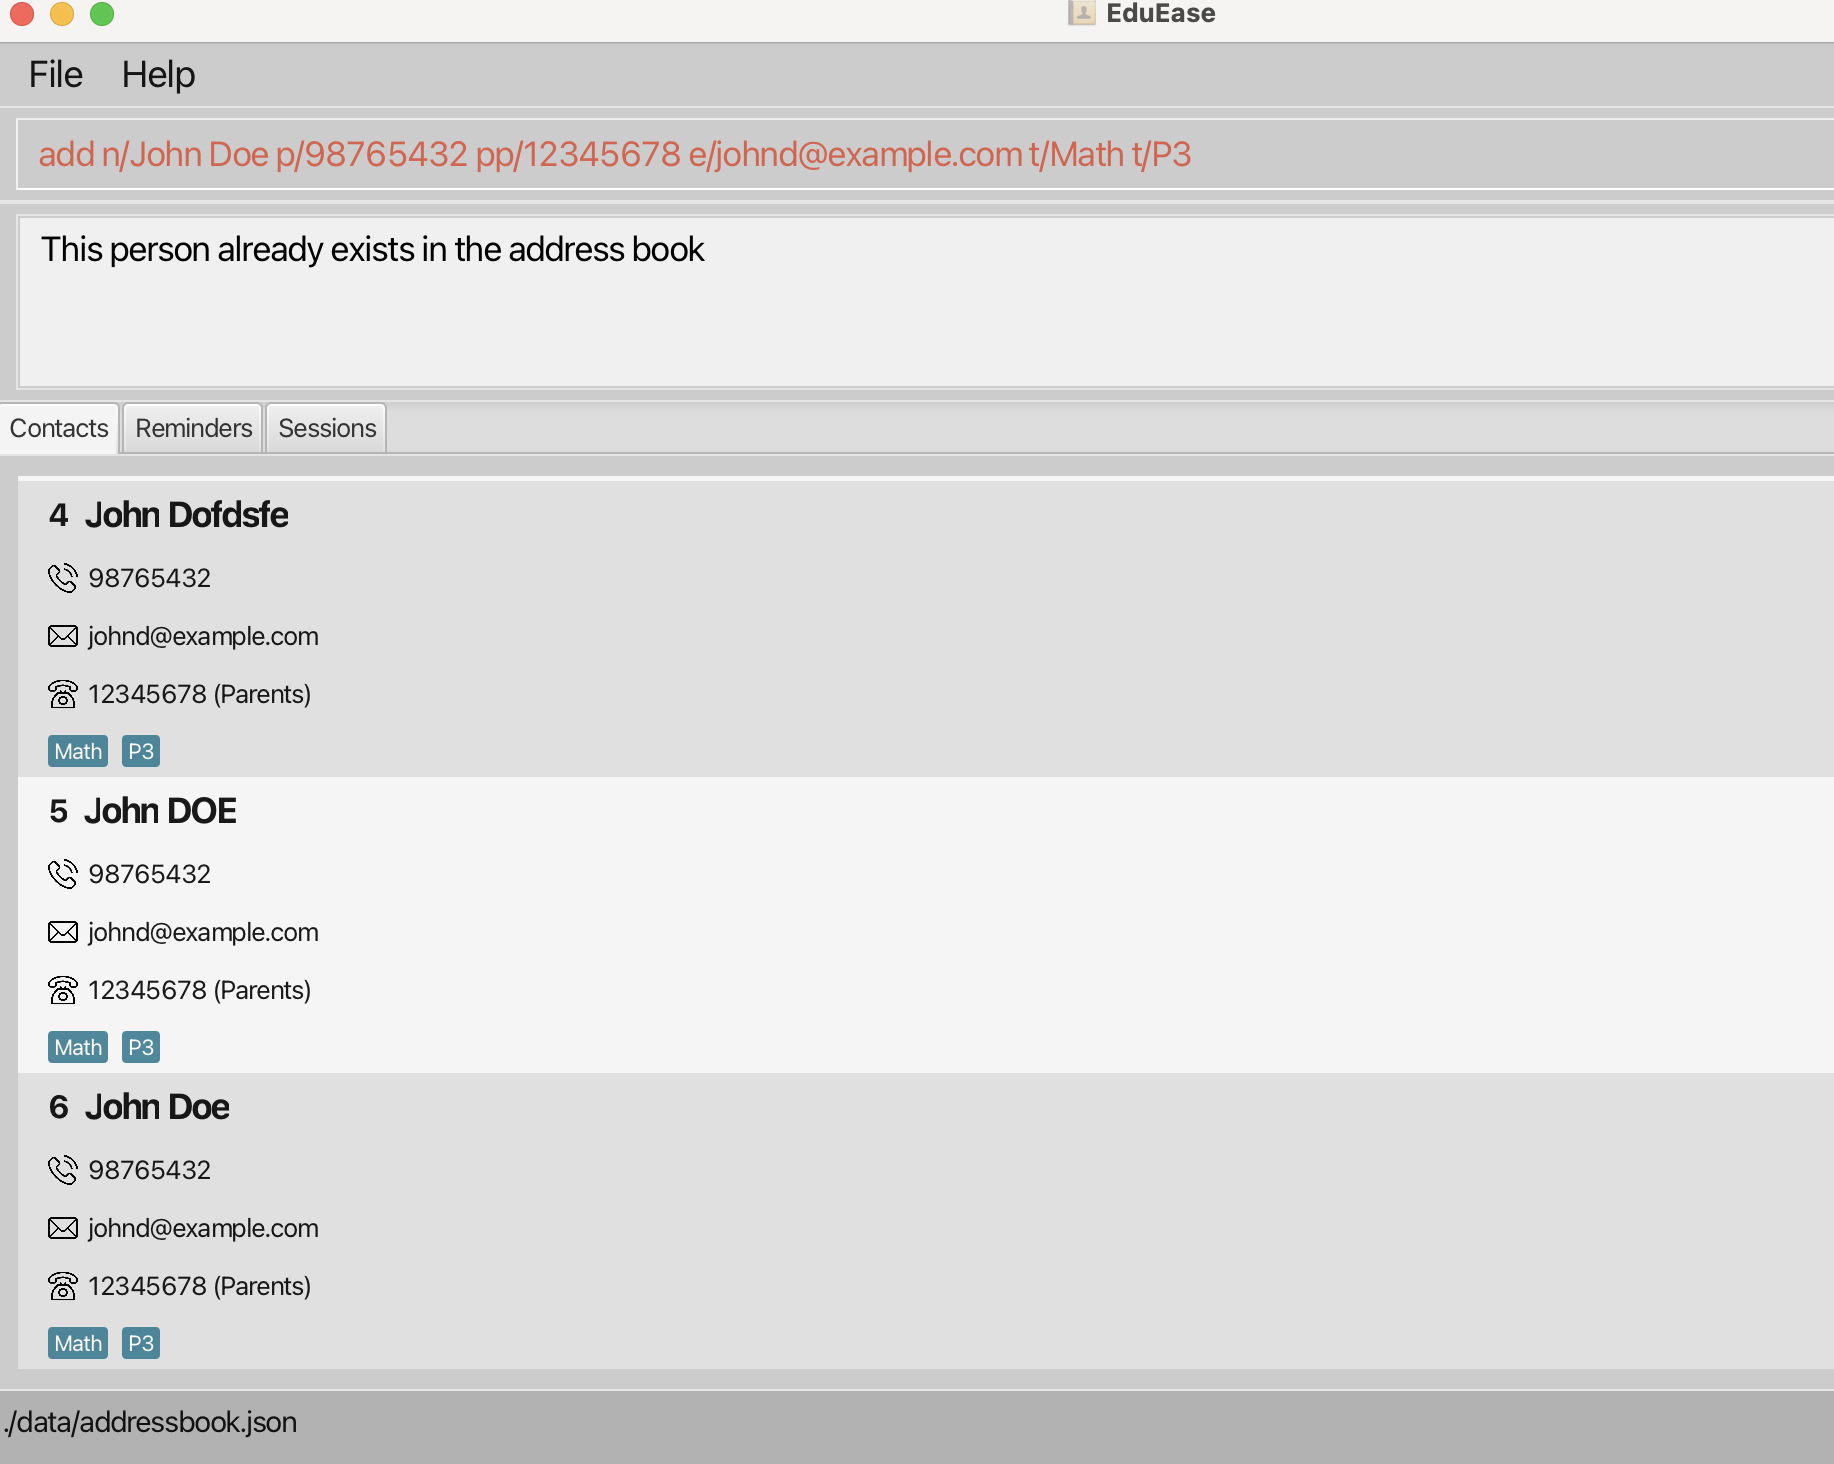 EduEase
File Help
add n/John Doe p/98765432 pp/12345678 e/johnd@example.com t/Math t/P3
This person already exists in the address book
Contacts Reminders Sessions
4 John Dofdsfe
98765432
johnd@example.com
12345678 (Parents)
Math P3
5 John DOE
98765432
johnd@example.com
12345678 (Parents)
Math P3
6 John Doe
98765432
johnd@example.com
12345678 (Parents)
Math P3
./data/addressbook.json